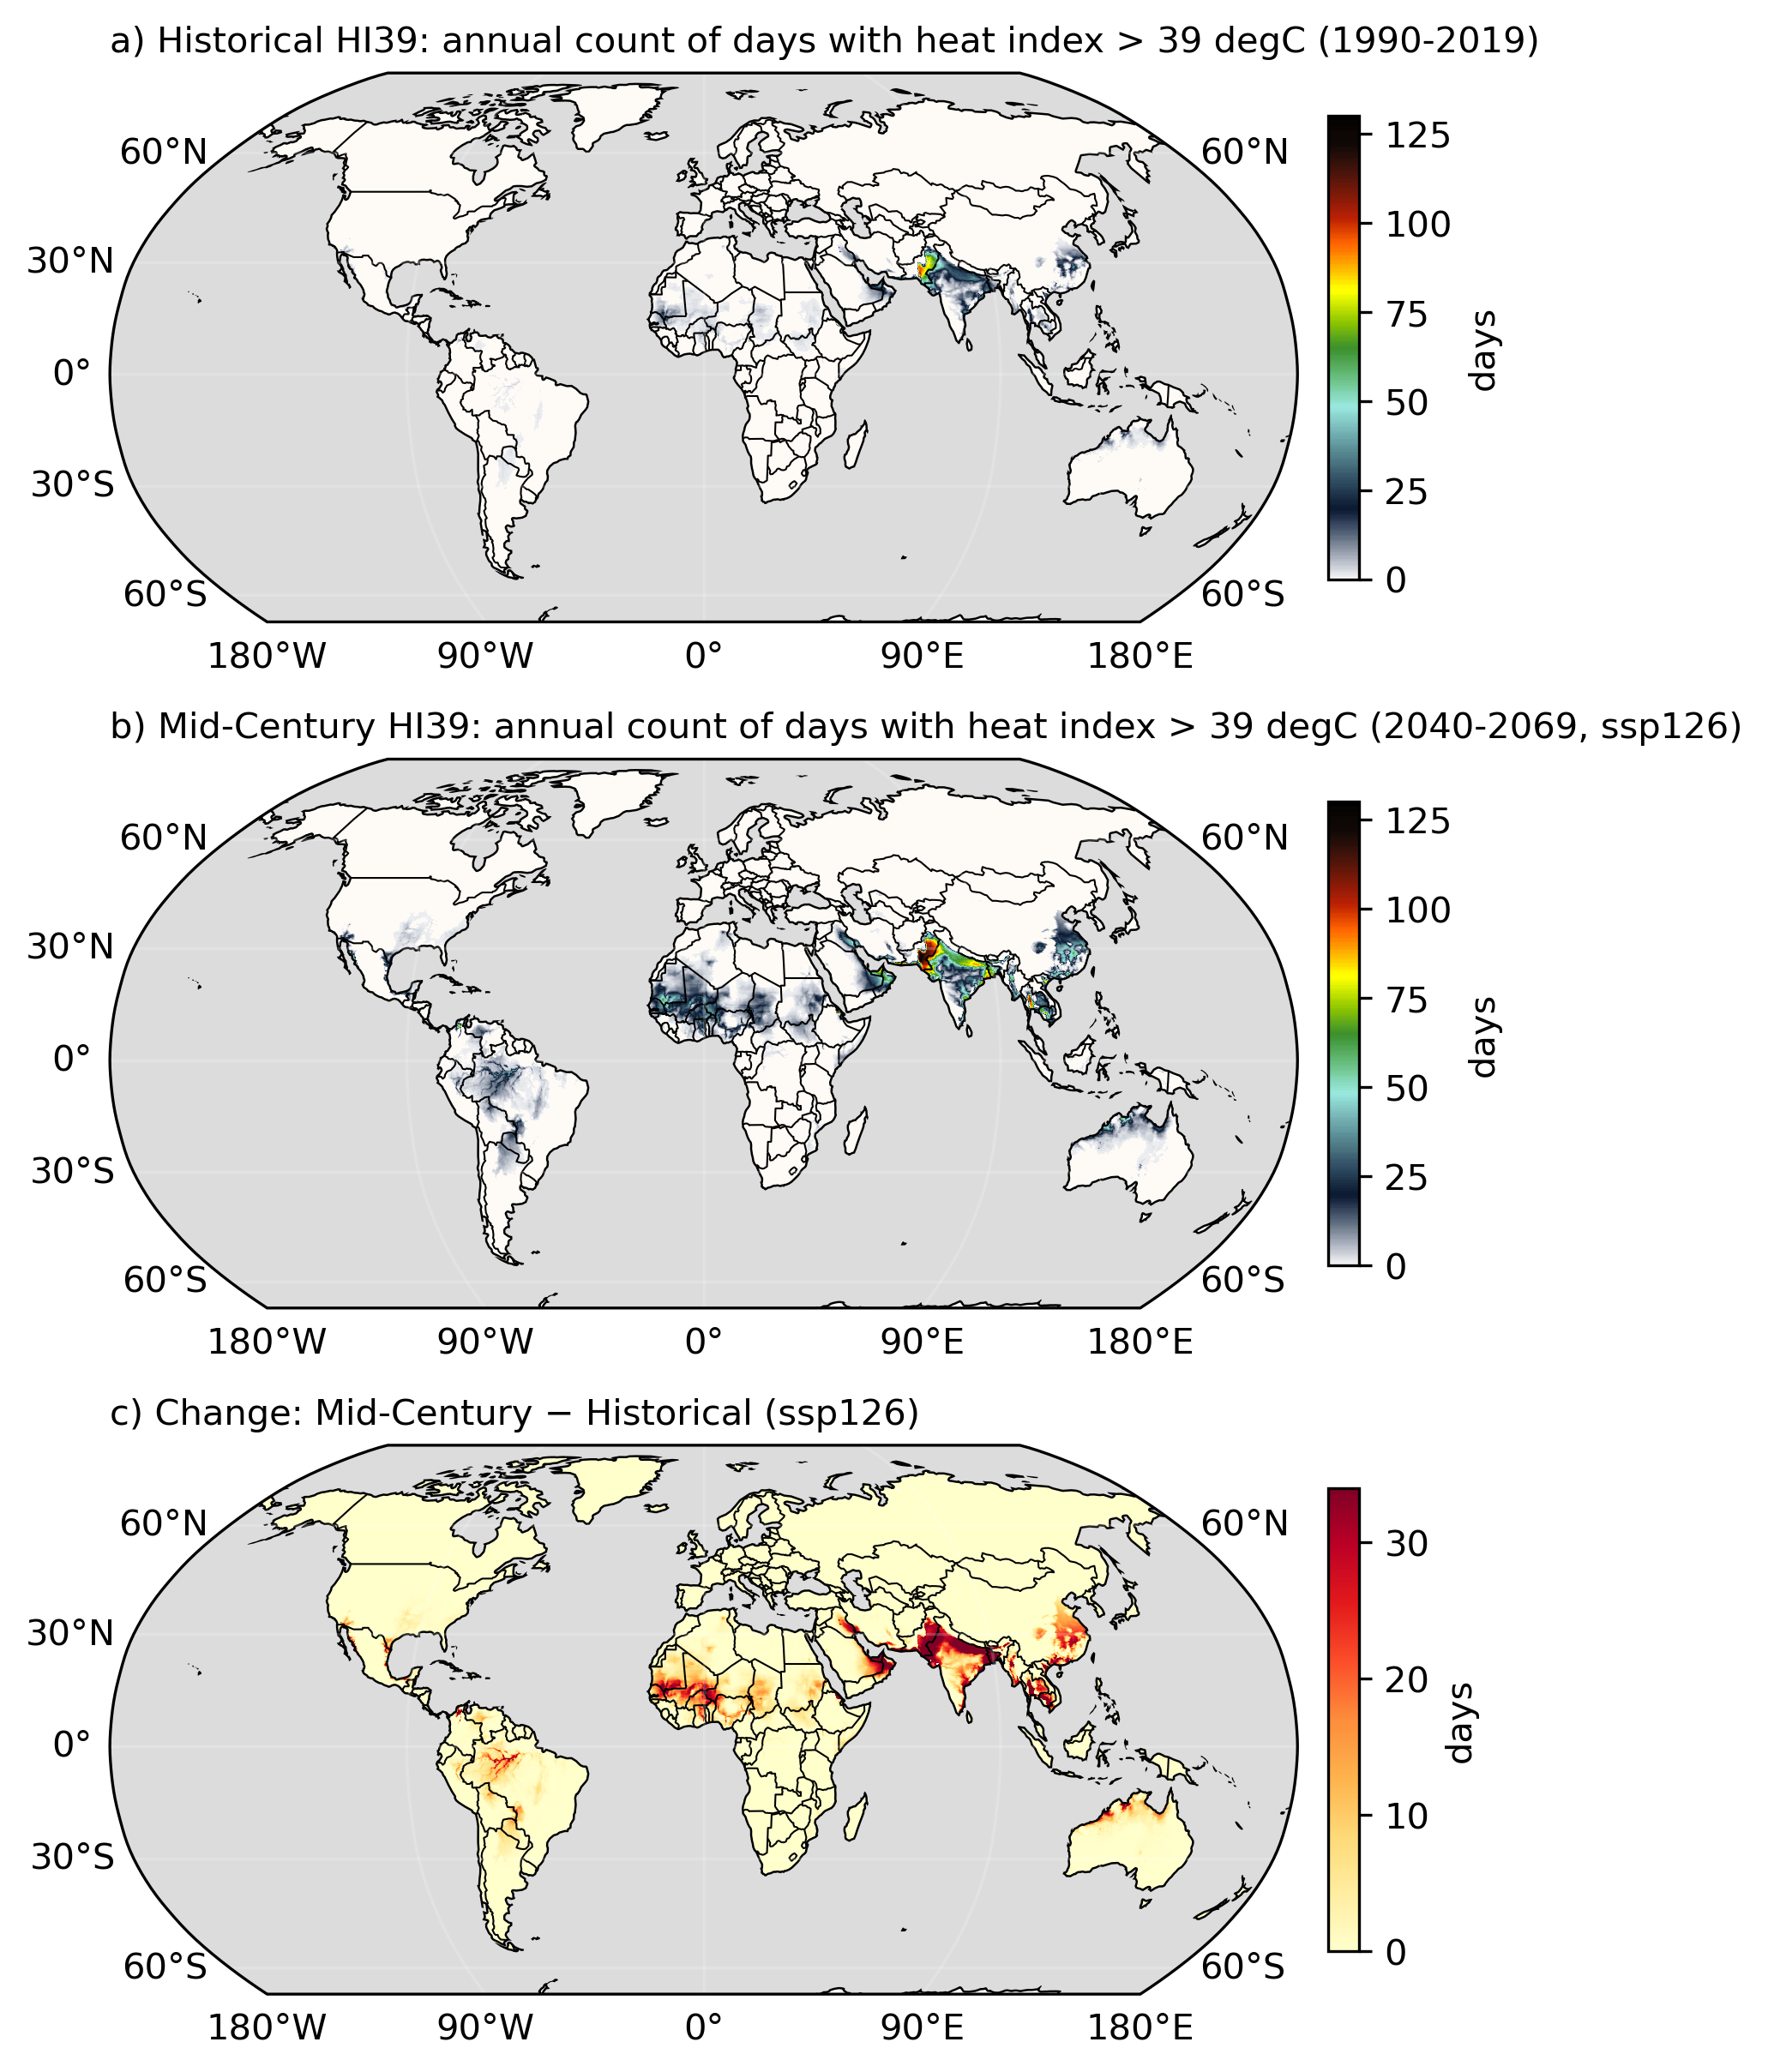 a) Historical HI39: annual count of days with heat index > 39 degC (1990-2019)
60°N 60°N
30°N
0°
30°S
60°S 60°S
180°W 90°W 0° 90°E 180°E
125
100
75
50
25
0
days
b) Mid-Century HI39: annual count of days with heat index > 39 degC (2040-2069, ssp126)
60°N 60°N
30°N
0°
30°S
60°S 60°S
180°W 90°W 0° 90°E 180°E
125
100
75
50
25
0
days
c) Change: Mid-Century − Historical (ssp126)
60°N 60°N
30°N
0°
30°S
60°S 60°S
180°W 90°W 0° 90°E 180°E
30
20
10
0
days